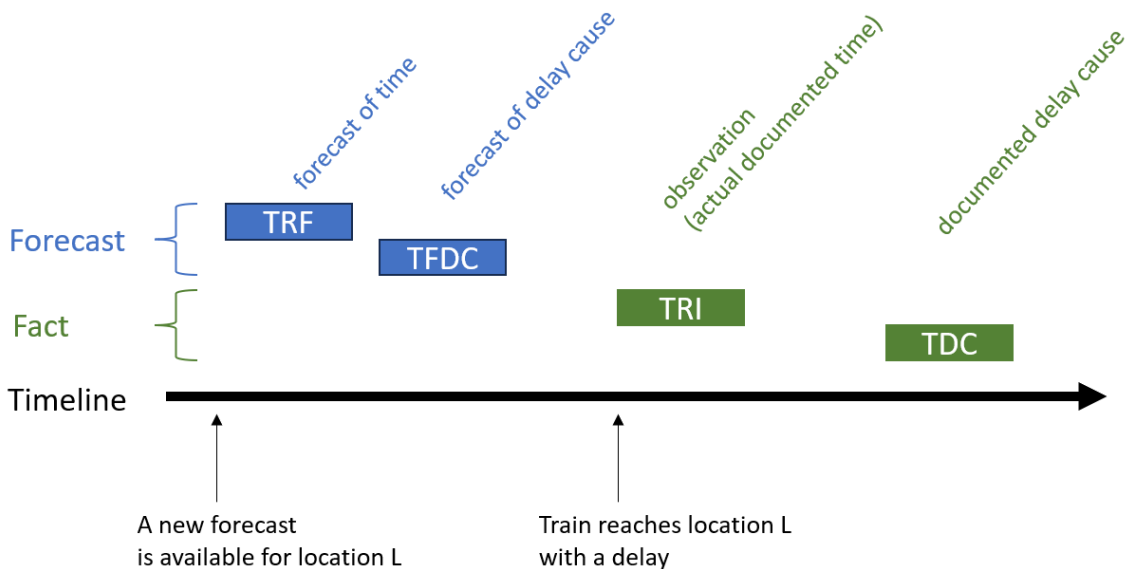 forecast of time
forecast of delay cause
observation
(actual documented time)
documented delay cause
Forecast
TRF
TFDC
Fact
TRI
TDC
Timeline
A new forecast
is available for location L
Train reaches location L
with a delay